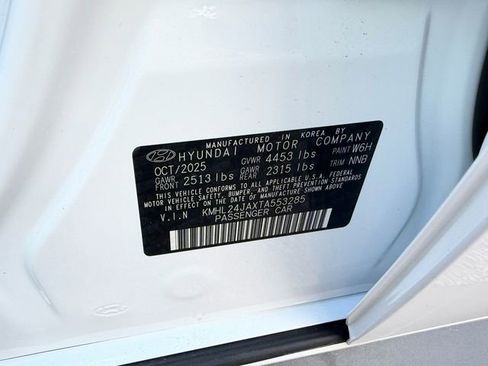 MANUFACTURED IN KOREA BY
HYUNDAI MOTOR COMPANY
OCT/2025 GVWR 4453 lbs PAINT W6H
GAWR FRONT 2513 lbs GAWR REAR 2315 lbs TRIM NNB
THIS VEHICLE CONFORMS TO ALL APPLICABLE U.S.A. FEDERAL
MOTOR VEHICLE SAFETY, BUMPER, AND THEFT PREVENTION STANDARDS
IN EFFECT ON THE DATE OF MANUFACTURE SHOWN ABOVE.
V.I.N KMHL24JAXTA553285
PASSENGER CAR